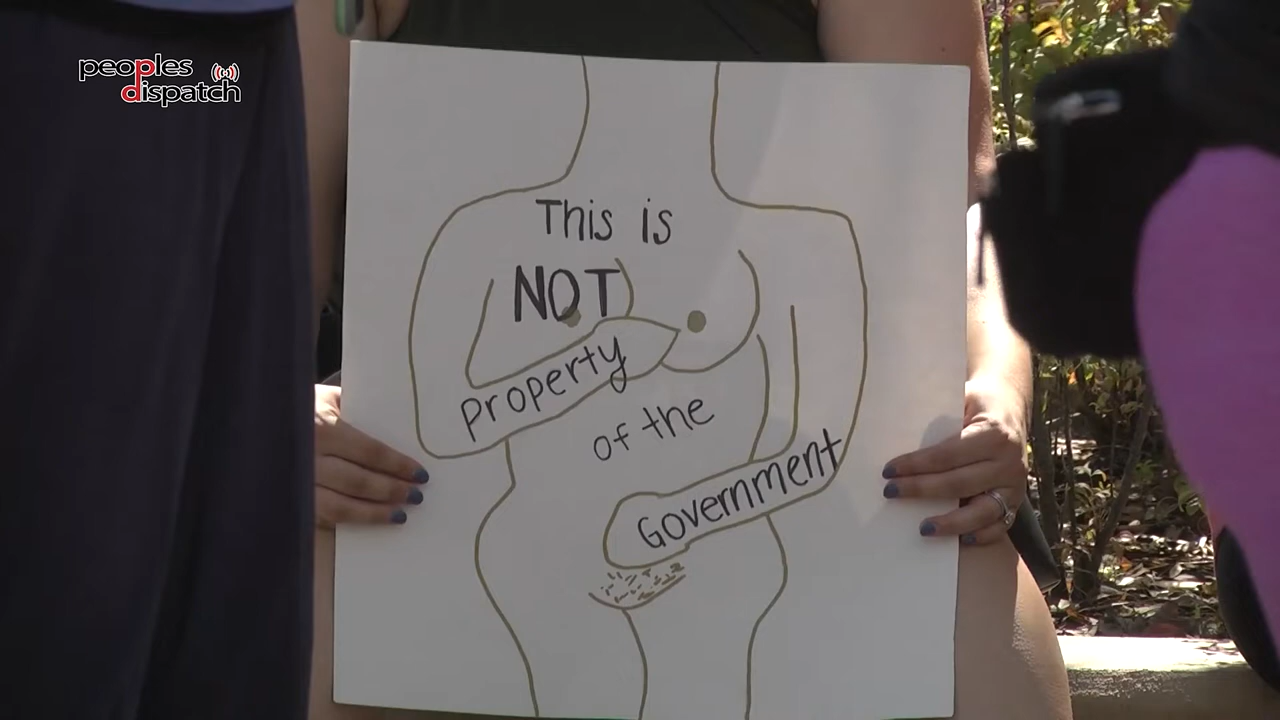 peoples
dispatch
This is
NOT
Property
of the
Government